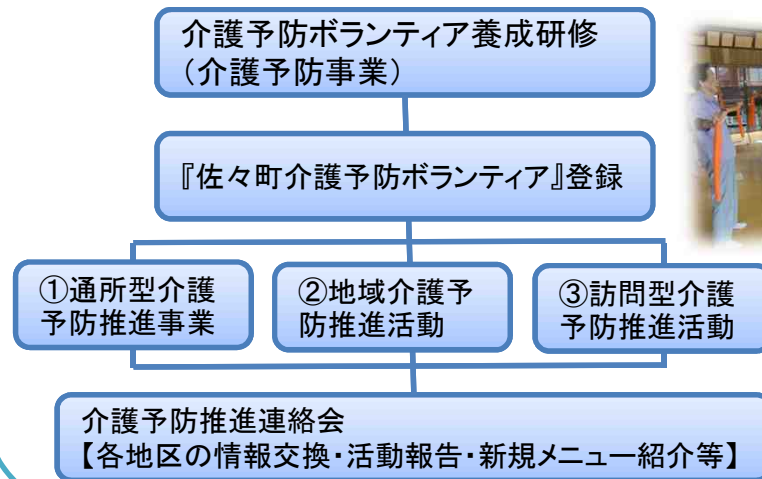 介護予防ボランティア養成研修
（介護予防事業）
『佐々町介護予防ボランティア』登録
①通所型介護
予防推進事業
②地域介護予
防推進活動
③訪問型介護
予防推進活動
介護予防推進連絡会
【各地区の情報交換・活動報告・新規メニュー紹介等】